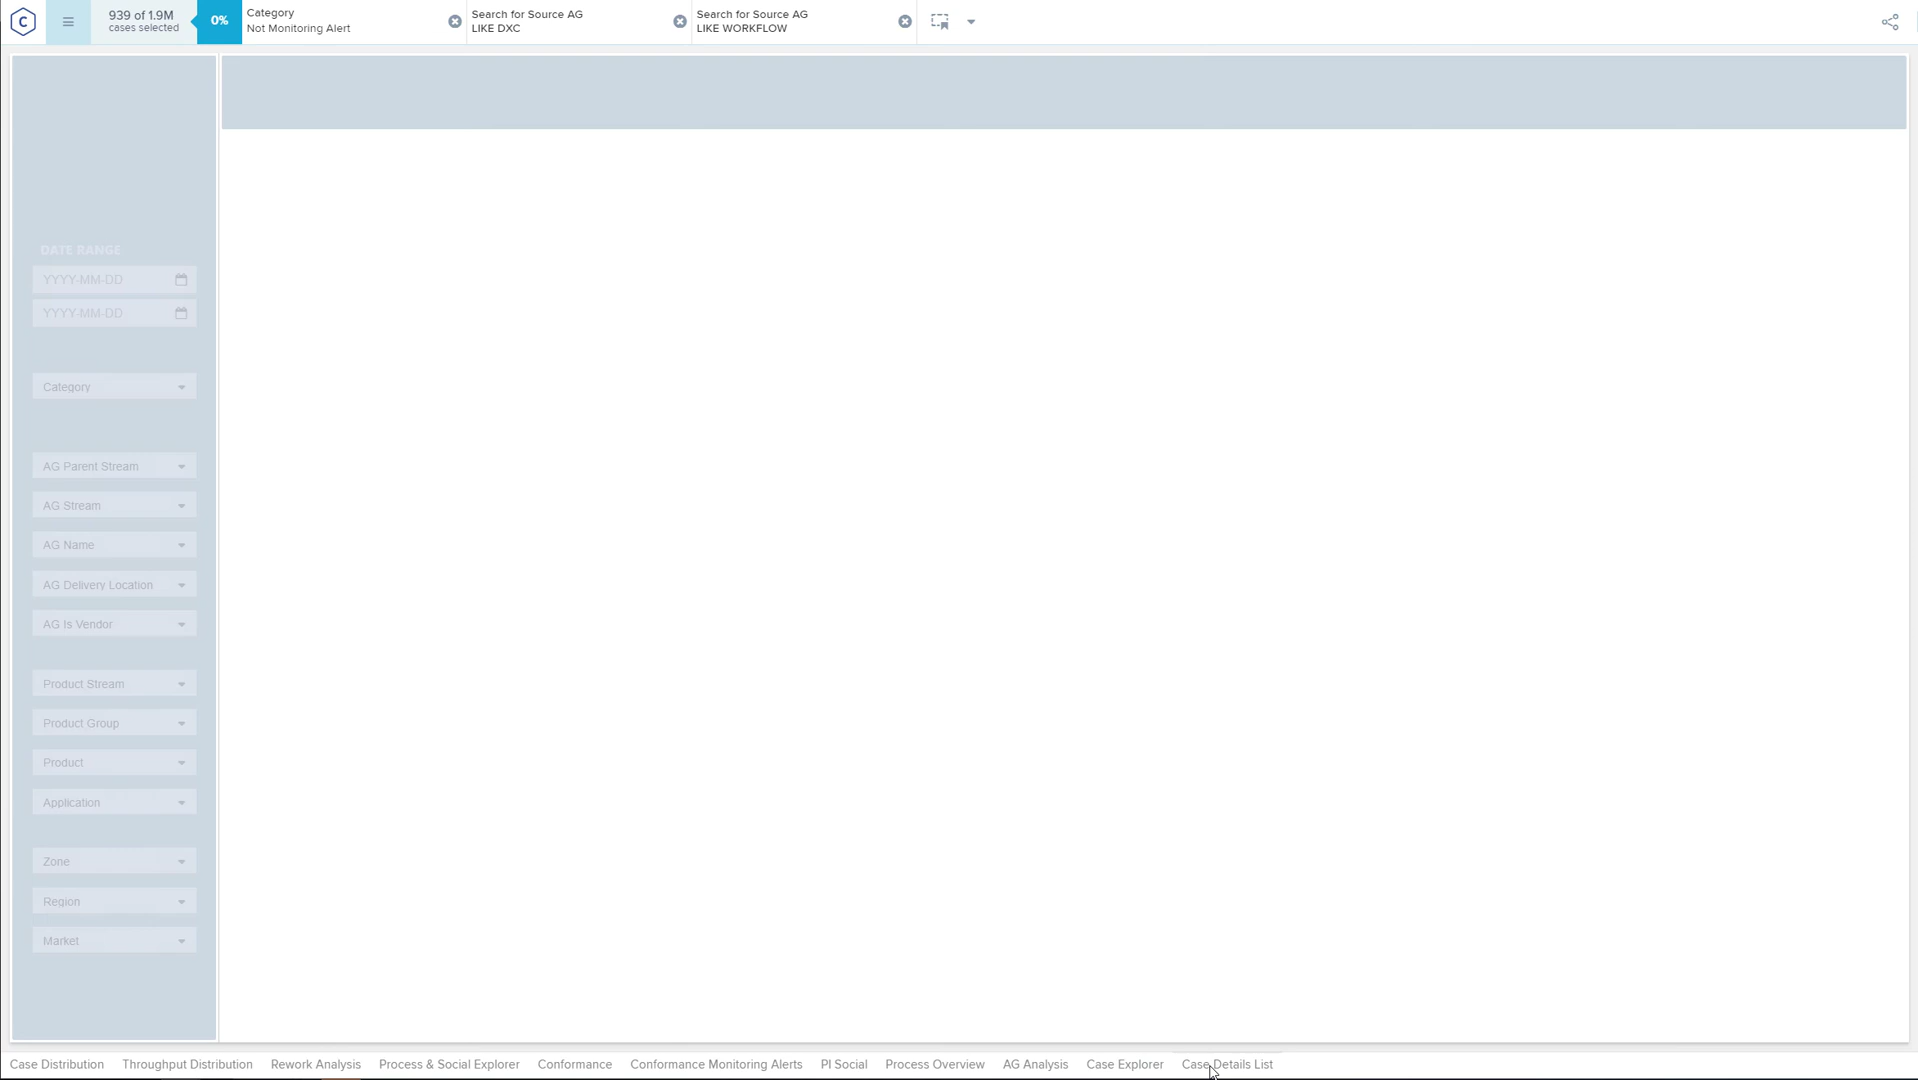 C
939 of 1.9M
cases selected
0%
Category
Not Monitoring Alert
Search for Source AG
LIKE DXC
Search for Source AG
LIKE WORKFLOW
DATE RANGE
YYYY-MM-DD
YYYY-MM-DD
Category
AG Parent Stream
AG Stream
AG Name
AG Delivery Location
AG Is Vendor
Product Stream
Product Group
Product
Application
Zone
Region
Market
Case Distribution
Throughput Distribution
Rework Analysis
Process & Social Explorer
Conformance
Conformance Monitoring Alerts
PI Social
Process Overview
AG Analysis
Case Explorer
Case Details List